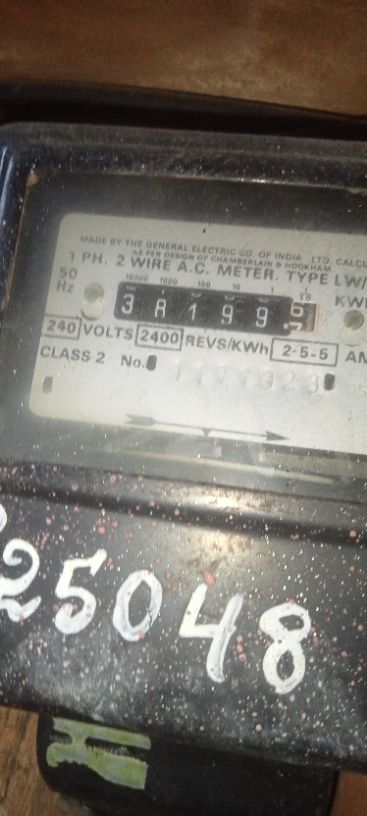 MADE BY THE GENERAL ELECTRIC CO. OF INDIA LTD. CALCU
AS PER DESIGN OF CHAMBERLAIN & HOOKHAM.
1 PH. 2 WIRE A.C. METER. TYPE LW/
50
Hz
10000 1000 100 10 1 1/10
199
KW
240 VOLTS 2400 REVS/KWh 2-5-5 AM
CLASS 2 No.
25048